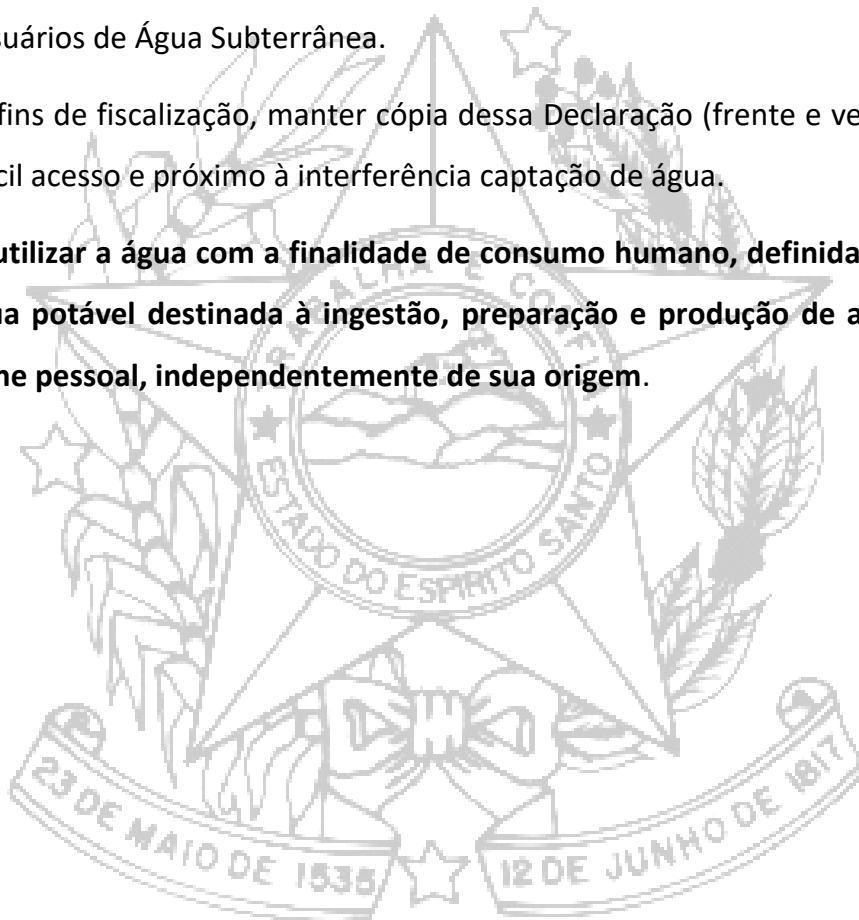 suários de Água Subterrânea.
fins de fiscalização, manter cópia dessa Declaração (frente e ve
cil acesso e próximo à interferência captação de água.
utilizar a água com a finalidade de consumo humano, definida
ua potável destinada à ingestão, preparação e produção de a
ne pessoal, independentemente de sua origem.
TRABALHA E CONFI
ESTADO DO ESPIRITO SANTO
23 DE MAIO DE 1535
12 DE JUNHO DE 1817